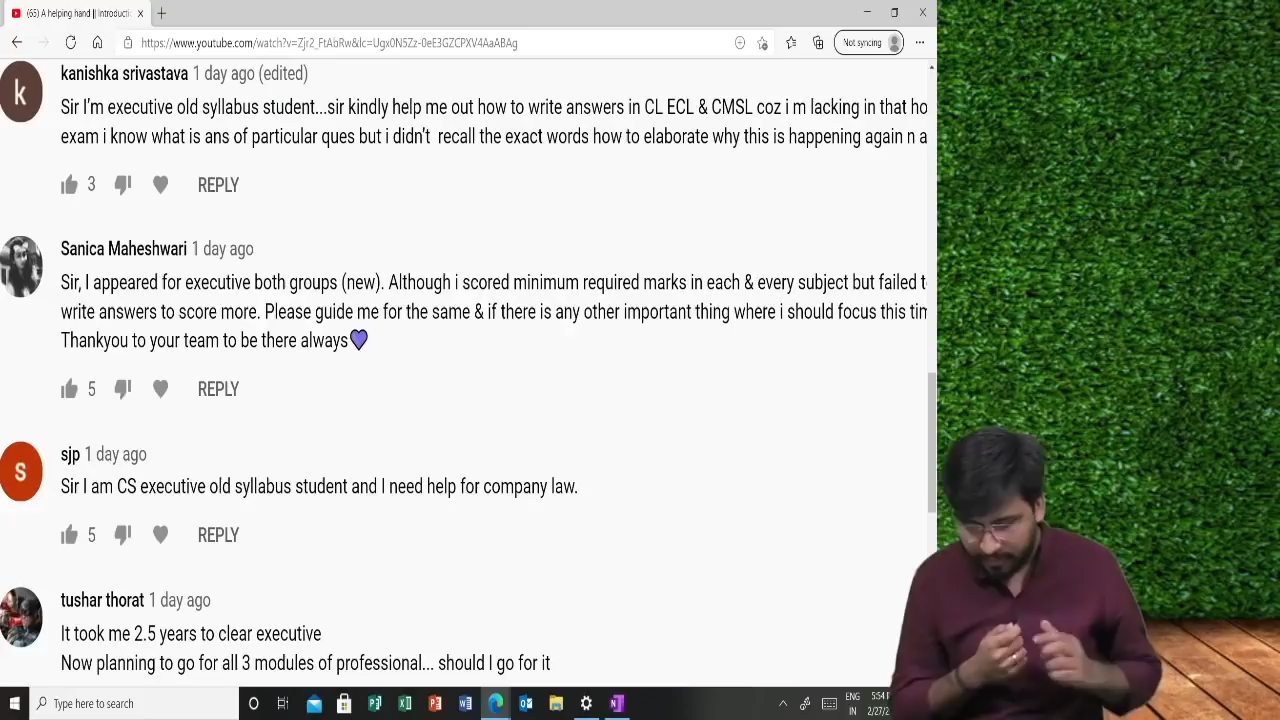 (65) A helping hand || Introducti
https://www.youtube.com/watch?v=Zjr2_FtAbRw&lc=Ugx0N5Zz-0eE3GZCPXV4AaABAg
Not syncing
k
kanishka srivastava 1 day ago (edited)
Sir I'm executive old syllabus student...sir kindly help me out how to write answers in CL ECL & CMSL coz i m lacking in that ho
exam i know what is ans of particular ques but i didn't recall the exact words how to elaborate why this is happening again n a
3 REPLY
Sanica Maheshwari 1 day ago
Sir, I appeared for executive both groups (new). Although i scored minimum required marks in each & every subject but failed t
write answers to score more. Please guide me for the same & if there is any other important thing where i should focus this tim
Thankyou to your team to be there always💜
5 REPLY
s
sjp 1 day ago
Sir I am CS executive old syllabus student and I need help for company law.
5 REPLY
tushar thorat 1 day ago
It took me 2.5 years to clear executive
Now planning to go for all 3 modules of professional... should I go for it
Type here to search
ENG
IN
5:54
2/27/2